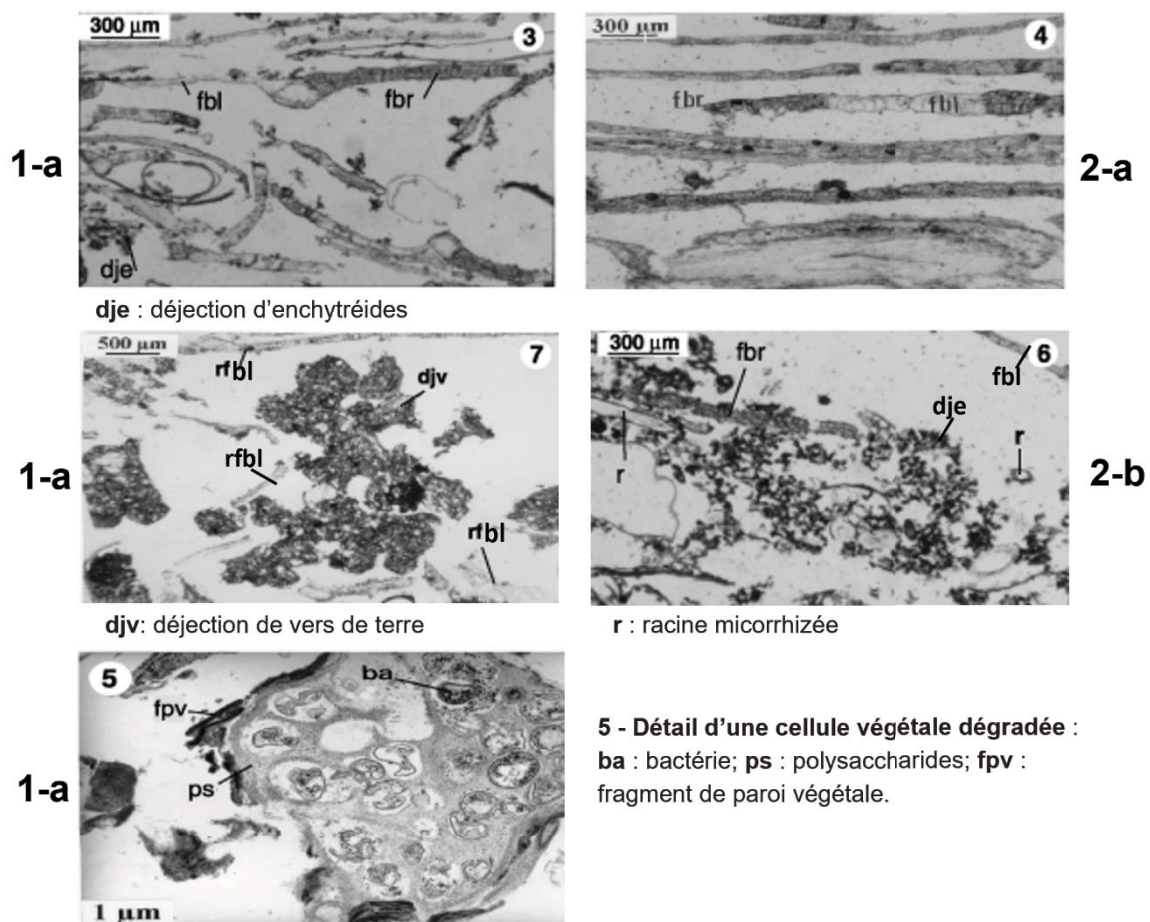 300 µm
3
fbl
fbr
dje
1-a
300 µm
4
fbr
fbl
2-a
dje : déjection d'enchytréides
500 µm
7
rfbl
djv
rfbl
rfbl
1-a
300 µm
6
fbr
fbl
dje
r
r
2-b
djv: déjection de vers de terre
r : racine micorrhizée
5
ba
fpv
ps
1-a
1 µm
5 - Détail d'une cellule végétale dégradée :
ba : bactérie; ps : polysaccharides; fpv :
fragment de paroi végétale.